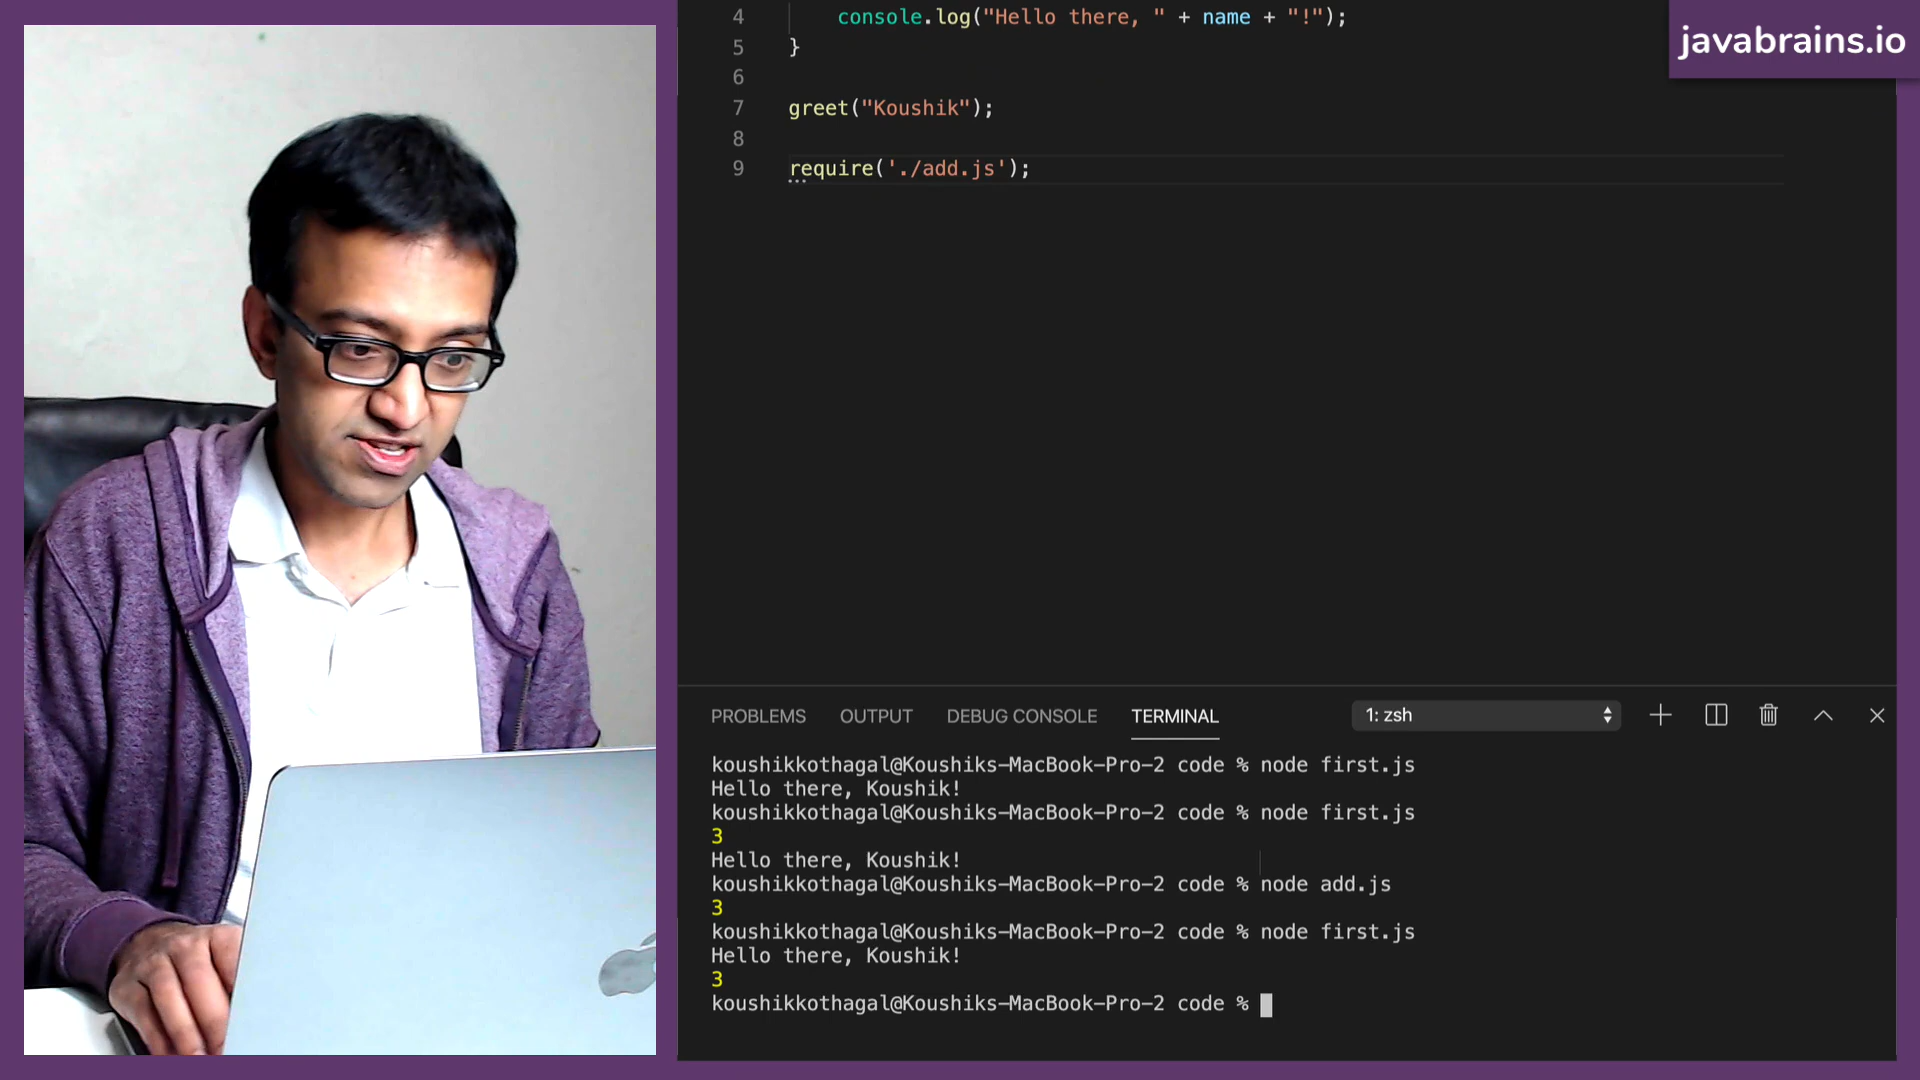 javabrains.io
4 console.log("Hello there, " + name + "!");
5 }
6
7 greet("Koushik");
8
9 require('./add.js');
PROBLEMS OUTPUT DEBUG CONSOLE TERMINAL 1: zsh
koushikkothagal@Koushiks-MacBook-Pro-2 code % node first.js
Hello there, Koushik!
koushikkothagal@Koushiks-MacBook-Pro-2 code % node first.js
3
Hello there, Koushik!
koushikkothagal@Koushiks-MacBook-Pro-2 code % node add.js
3
koushikkothagal@Koushiks-MacBook-Pro-2 code % node first.js
Hello there, Koushik!
3
koushikkothagal@Koushiks-MacBook-Pro-2 code %